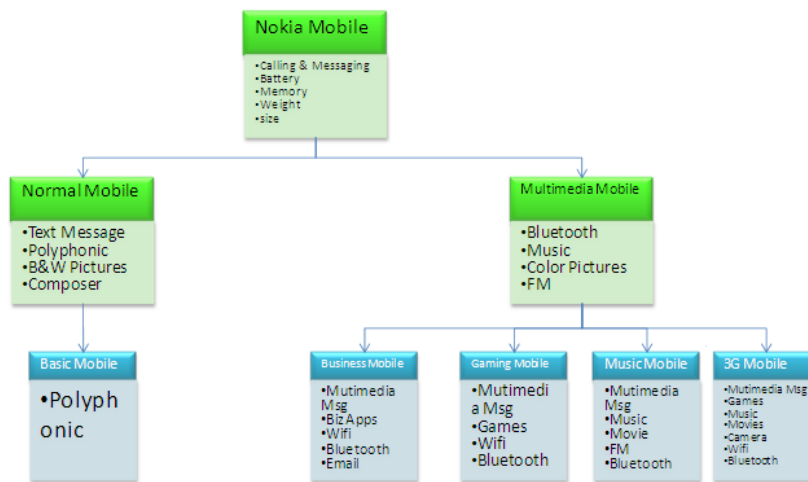 Nokia Mobile
•Calling & Messaging
•Battery
•Memory
•Weight
•size
Normal Mobile
•Text Message
•Polyphonic
•B&W Pictures
•Composer
Multimedia Mobile
•Bluetooth
•Music
•Color Pictures
•FM
Basic Mobile
•Polyph
onic
Business Mobile
•Mutimedia
Msg
•BizApps
•Wifi
•Bluetooth
•Email
Gaming Mobile
•Mutimedi
a Msg
•Games
•Wifi
•Bluetooth
Music Mobile
•Mutimedia
Msg
•Music
•Movie
•FM
•Bluetooth
3G Mobile
•Mutimedia Msg
•Games
•Music
•Movies
•Camera
•Wifi
•Bluetooth